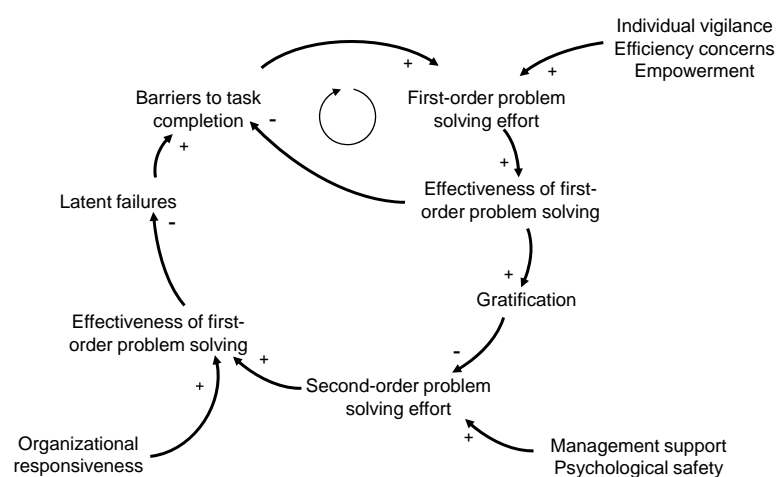 Individual vigilance
Efficiency concerns
Empowerment
+
+
Barriers to task
completion
-
First-order problem
solving effort
+
+
Latent failures
Effectiveness of first-
order problem solving
-
+
Gratification
Effectiveness of first-
order problem solving
-
+
Second-order problem
solving effort
+
+
Organizational
responsiveness
Management support
Psychological safety